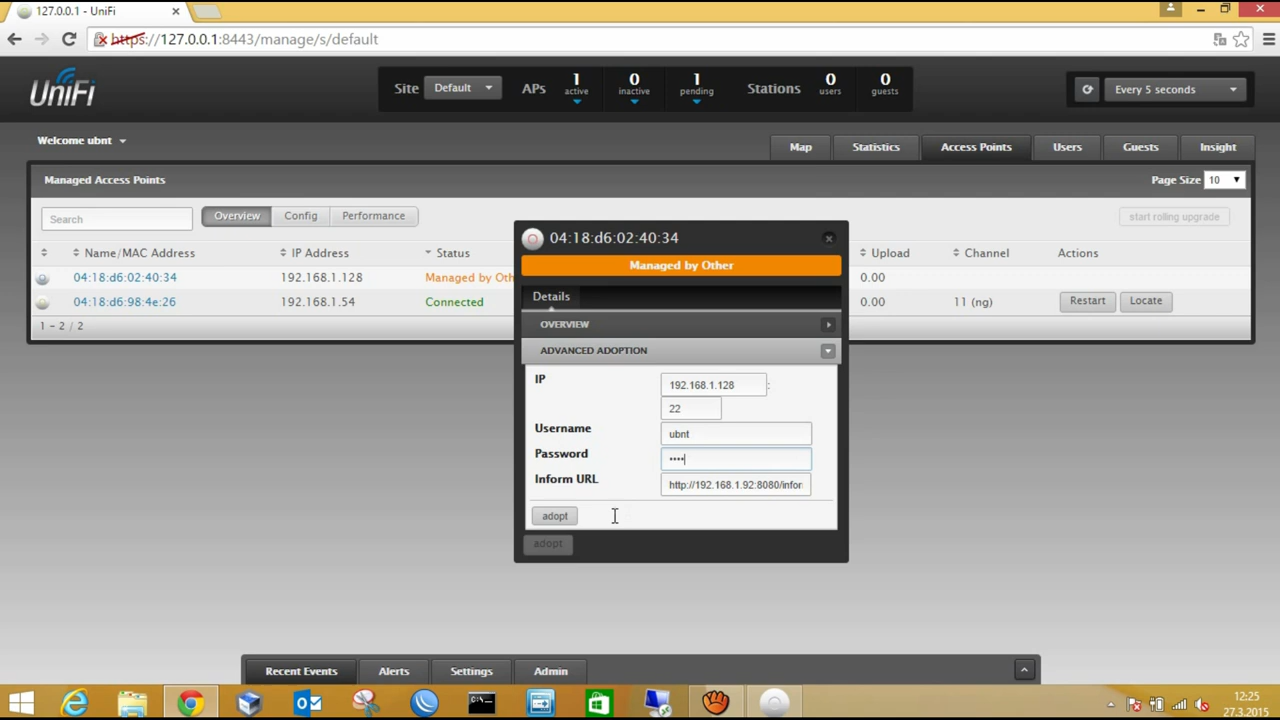 127.0.0.1 - UniFi
https://127.0.0.1:8443/manage/s/default
UniFi
Site Default APs 1 active 0 inactive 1 pending Stations 0 users 0 guests Every 5 seconds
Welcome ubnt
Map Statistics Access Points Users Guests Insight
Managed Access Points Page Size 10
Search Overview Config Performance start rolling upgrade
Name/MAC Address IP Address Status Upload Channel Actions
04:18:d6:02:40:34 192.168.1.128 Managed by Oth 0.00
04:18:d6:98:4e:26 192.168.1.54 Connected 0.00 11 (ng) Restart Locate
1 - 2 / 2
04:18:d6:02:40:34
Managed by Other
Details
OVERVIEW
ADVANCED ADOPTION
IP 192.168.1.128 :
22
Username ubnt
Password ••••
Inform URL http://192.168.1.92:8080/infor
adopt
adopt
Recent Events Alerts Settings Admin
12:25
27.3.2015